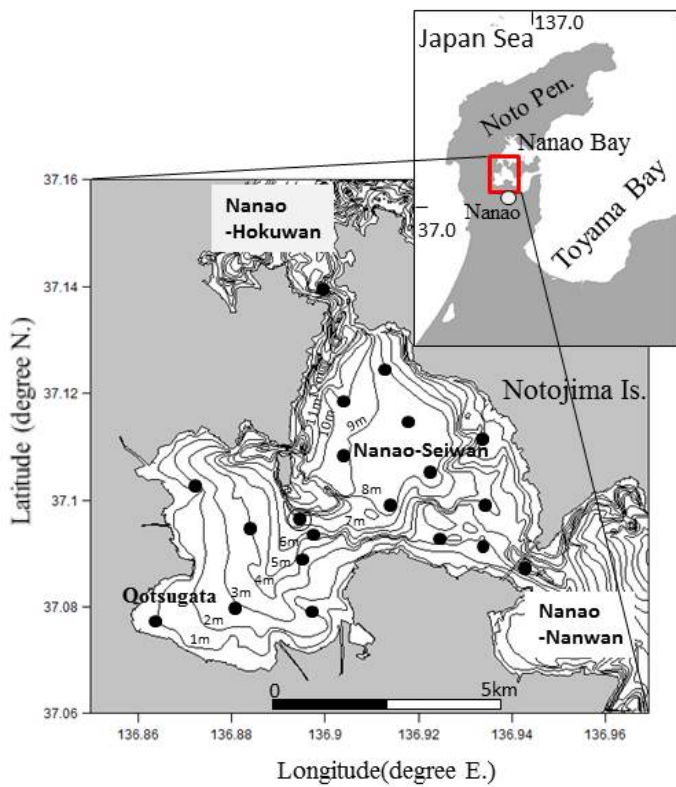 137.0
Japan Sea
Noto Pen.
Nanao Bay
Nanao
37.0
Toyama Bay
37.16
Nanao
-Hokuwan
37.14
37.12
11m
10m
9m
Notojima Is.
Nanao-Seiwan
37.1
8m
7m
6m
5m
4m
3m
2m
1m
Qotsugata
37.08
Nanao
-Nanwan
0
5km
37.06
136.86
136.88
136.9
136.92
136.94
136.96
Latitude (degree N.)
Longitude(degree E.)